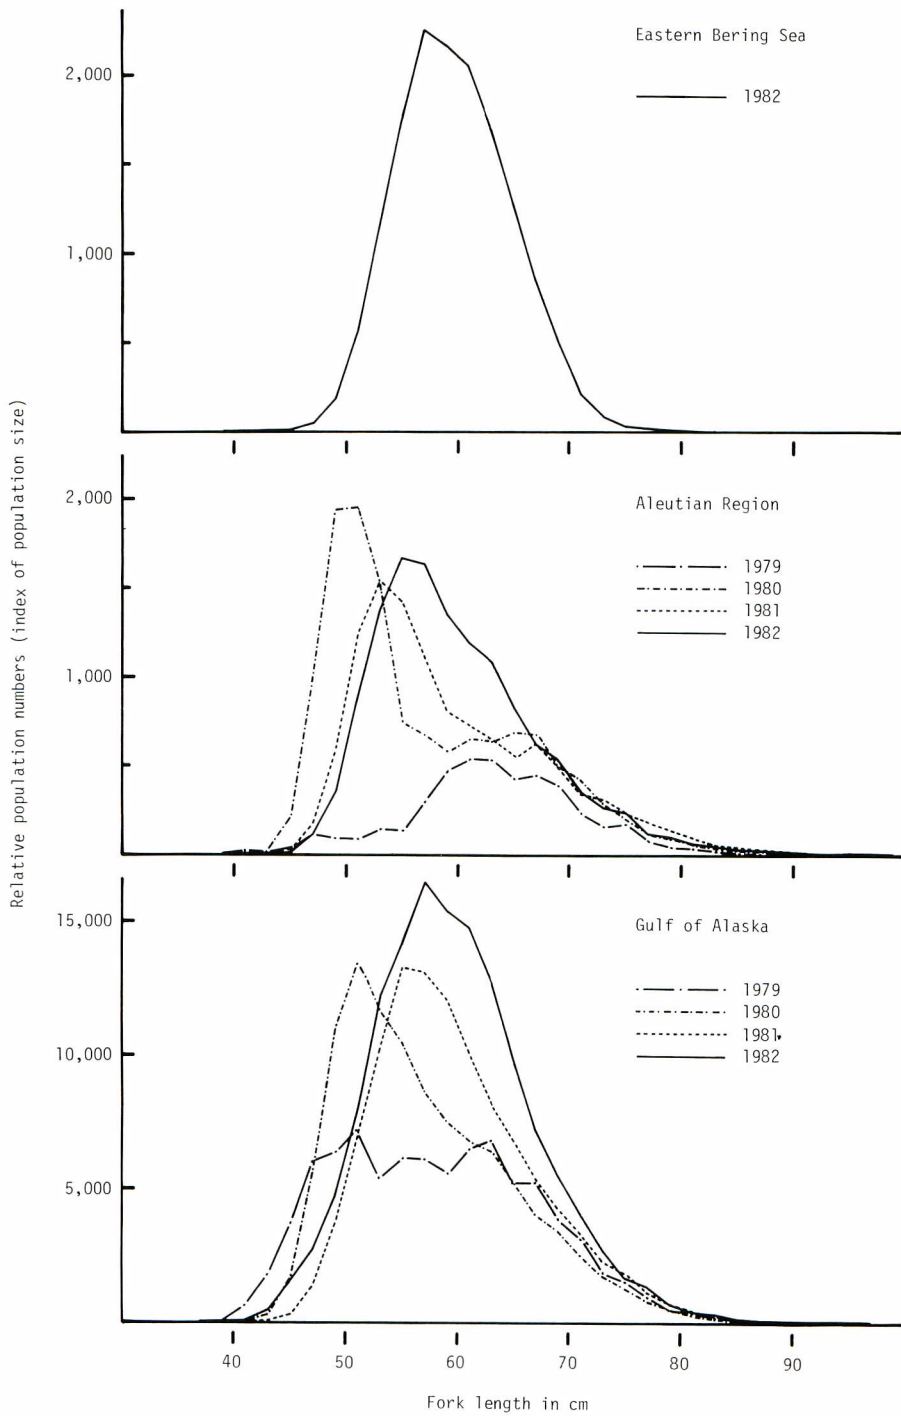 Relative population numbers (index of population size)
Eastern Bering Sea
1982
2,000
1,000
Aleutian Region
1979
1980
1981
1982
2,000
1,000
Gulf of Alaska
1979
1980
1981
1982
15,000
10,000
5,000
40 50 60 70 80 90
Fork length in cm